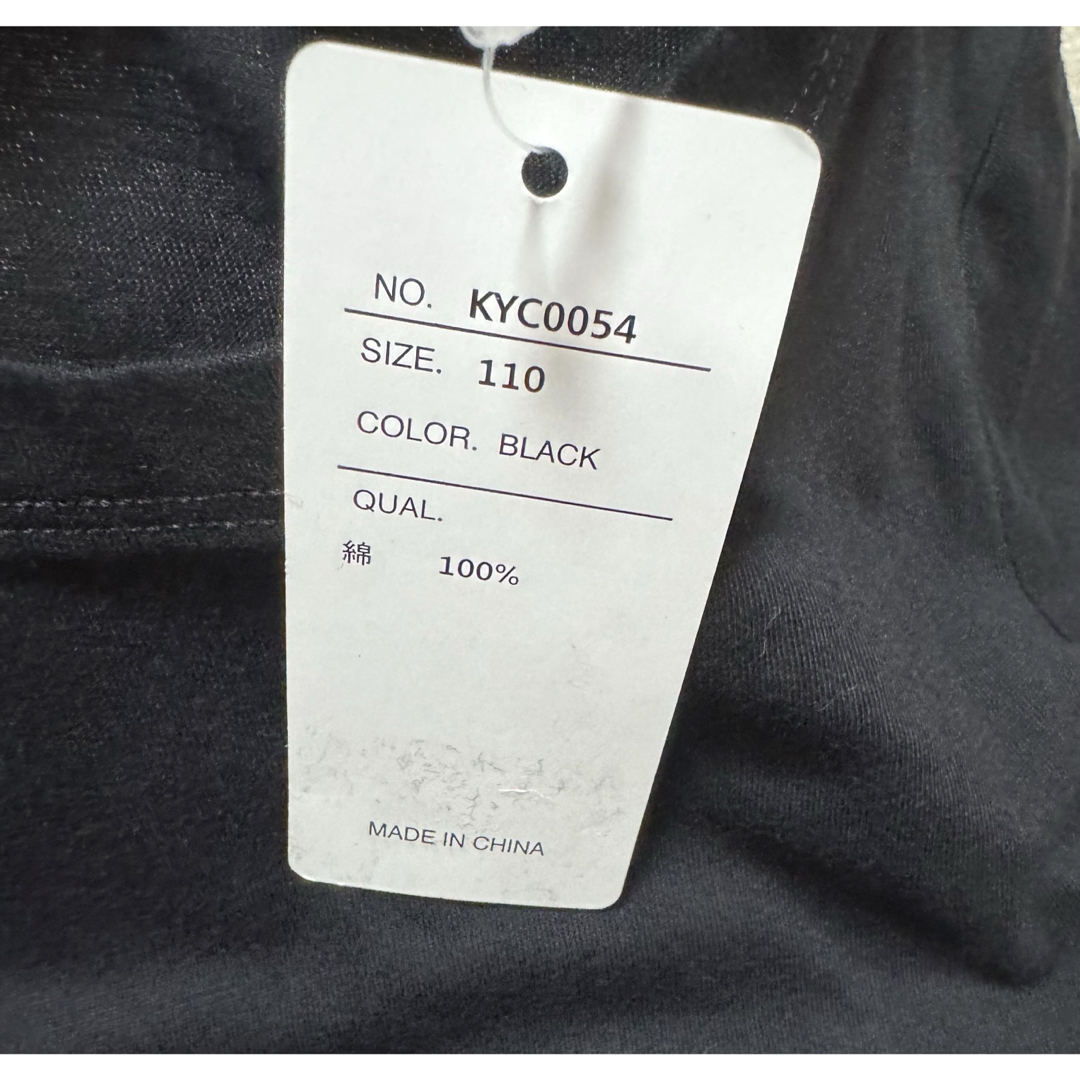 NO. KYC0054
SIZE. 110
COLOR. BLACK
QUAL.
綿 100%
MADE IN CHINA